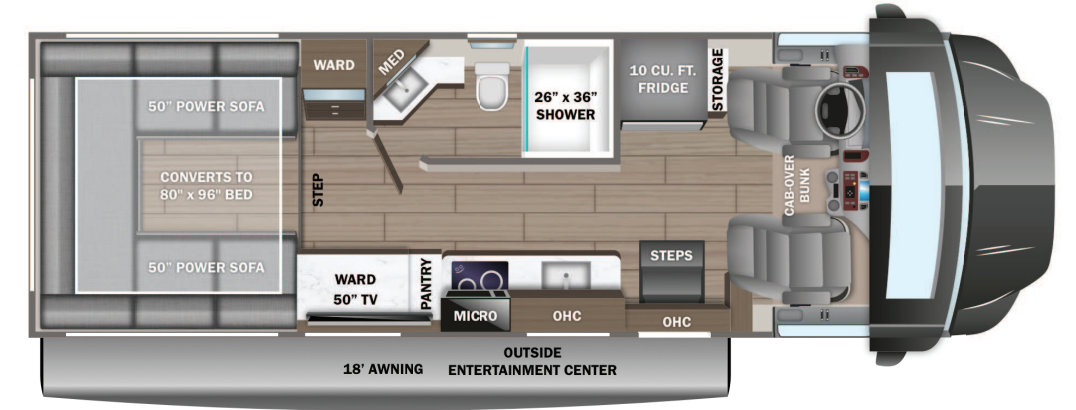 WARD
MED
50" POWER SOFA
26" x 36"
SHOWER
10 CU. FT.
FRIDGE
STORAGE
CONVERTS TO
80" x 96" BED
STEP
CAB-OVER
BUNK
50" POWER SOFA
WARD
50" TV
PANTRY
STEPS
MICRO
OHC
OHC
18' AWNING
OUTSIDE
ENTERTAINMENT CENTER